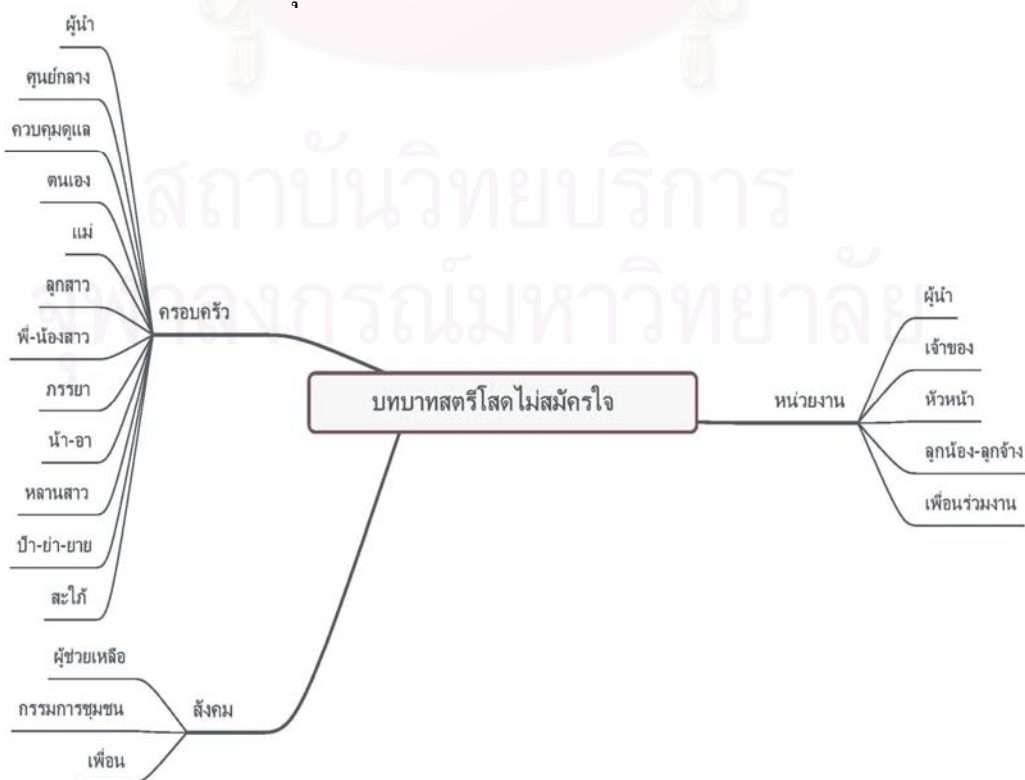 ผู้นำ
ศูนย์กลาง
ควบคุมดูแล
ตนเอง
แม่
ลูกสาว
พี่-น้องสาว
ภรรยา
น้า-อา
หลานสาว
ป้า-ย่า-ยาย
สะใภ้
ครอบครัว
บทบาทสตรีโสดไม่สมัครใจ
หน่วยงาน
ผู้นำ
เจ้าของ
หัวหน้า
ลูกน้อง-ลูกจ้าง
เพื่อนร่วมงาน
ผู้ช่วยเหลือ
กรรมการชุมชน
เพื่อน
สังคม
สถาบันวิทยบริการ
จุฬาลงกรณ์มหาวิทยาลัย